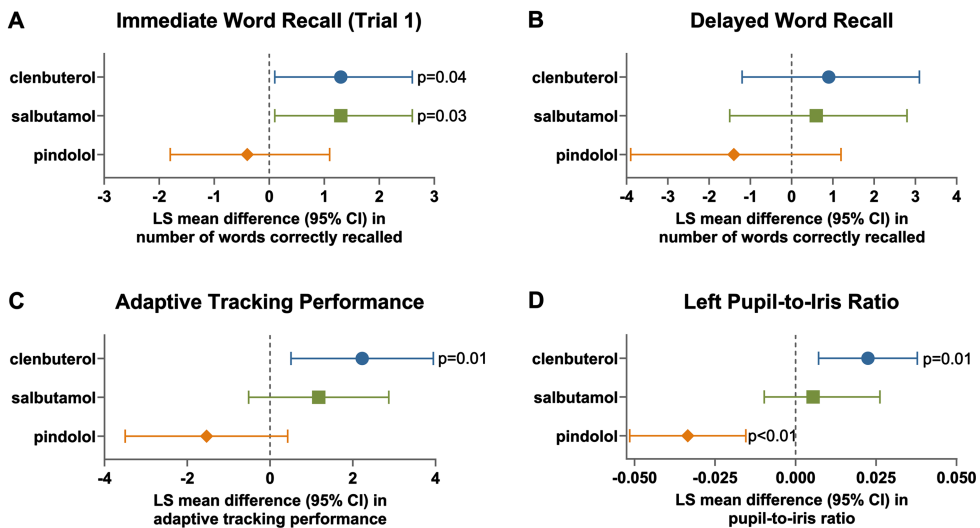 A Immediate Word Recall (Trial 1)
clenbuterol p=0.04
salbutamol p=0.03
pindolol
-3 -2 -1 0 1 2 3
LS mean difference (95% CI) in
number of words correctly recalled
B Delayed Word Recall
clenbuterol
salbutamol
pindolol
-4 -3 -2 -1 0 1 2 3 4
LS mean difference (95% CI) in
number of words correctly recalled
C Adaptive Tracking Performance
clenbuterol p=0.01
salbutamol
pindolol
-4 -2 0 2 4
LS mean difference (95% CI) in
adaptive tracking performance
D Left Pupil-to-Iris Ratio
clenbuterol p=0.01
salbutamol
pindolol p<0.01
-0.050 -0.025 0.000 0.025 0.050
LS mean difference (95% CI) in
pupil-to-iris ratio